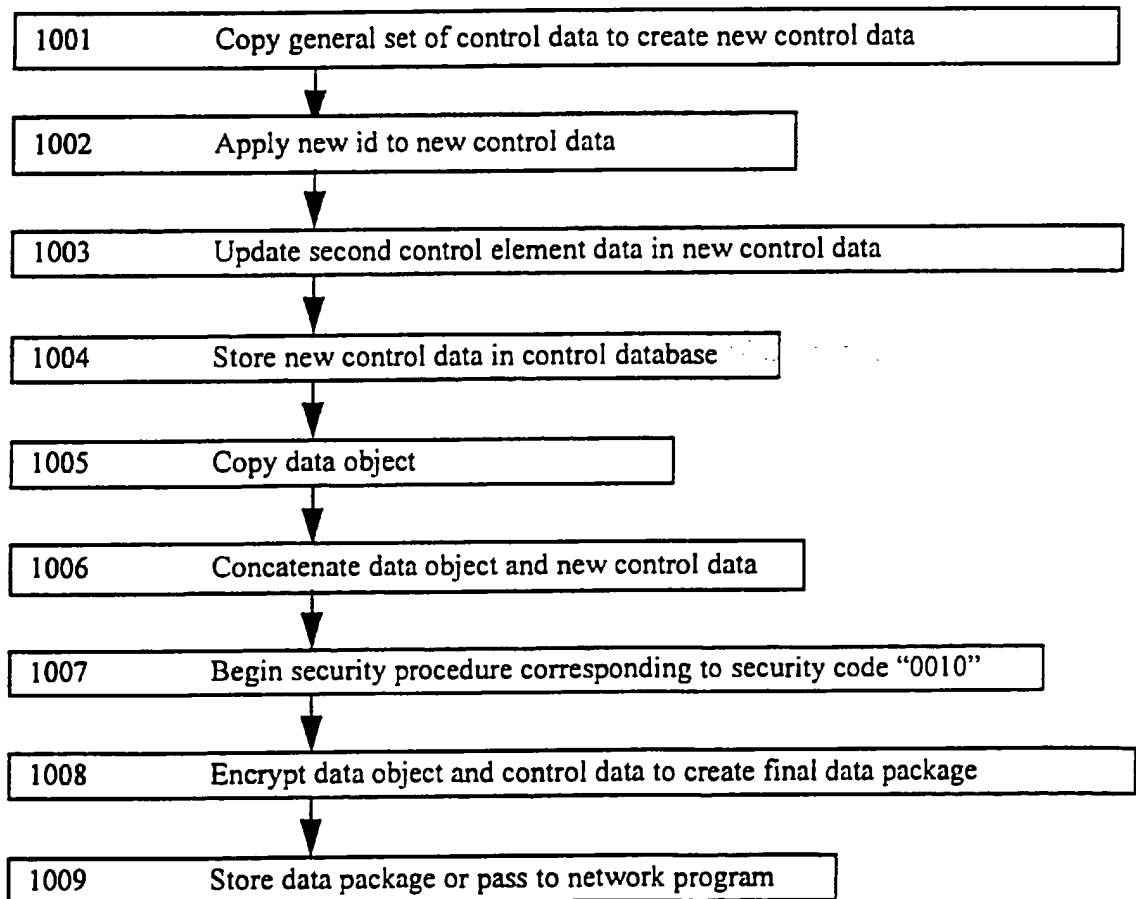 1001 Copy general set of control data to create new control data
1002 Apply new id to new control data
1003 Update second control element data in new control data
1004 Store new control data in control database
1005 Copy data object
1006 Concatenate data object and new control data
1007 Begin security procedure corresponding to security code “0010”
1008 Encrypt data object and control data to create final data package
1009 Store data package or pass to network program